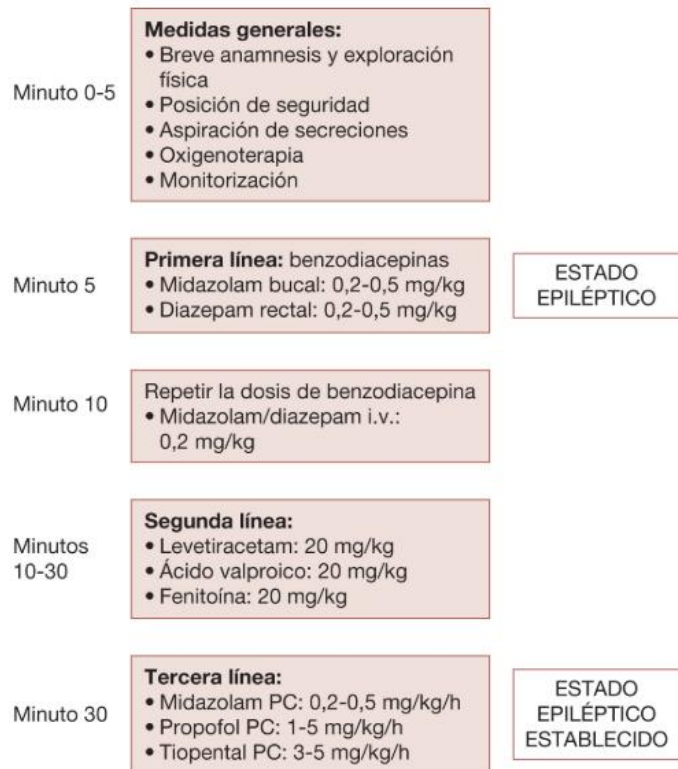 Minuto 0-5
Medidas generales:
• Breve anamnesis y exploración
física
• Posición de seguridad
• Aspiración de secreciones
• Oxigenoterapia
• Monitorización
Minuto 5
Primera línea: benzodiacepinas
• Midazolam bucal: 0,2-0,5 mg/kg
• Diazepam rectal: 0,2-0,5 mg/kg
ESTADO
EPILÉPTICO
Minuto 10
Repetir la dosis de benzodiacepina
• Midazolam/diazepam i.v.:
0,2 mg/kg
Minutos
10-30
Segunda línea:
• Levetiracetam: 20 mg/kg
• Ácido valproico: 20 mg/kg
• Fenitoína: 20 mg/kg
Minuto 30
Tercera línea:
• Midazolam PC: 0,2-0,5 mg/kg/h
• Propofol PC: 1-5 mg/kg/h
• Tiopental PC: 3-5 mg/kg/h
ESTADO
EPILÉPTICO
ESTABLECIDO